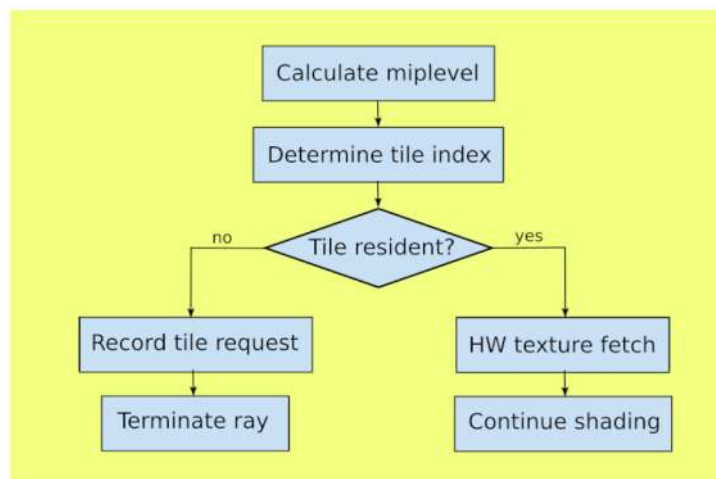 Calculate miplevel
Determine tile index
no
Tile resident?
yes
Record tile request
HW texture fetch
Terminate ray
Continue shading